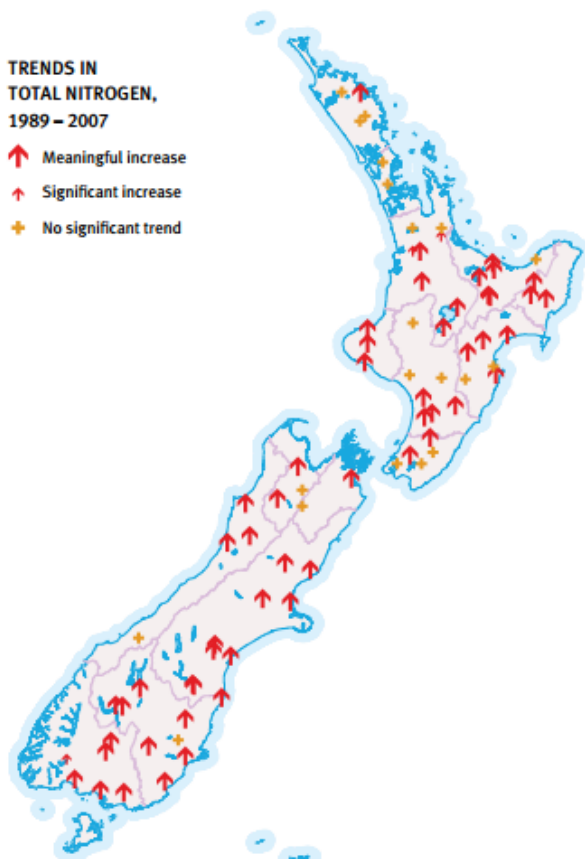 TRENDS IN
TOTAL NITROGEN,
1989 – 2007
Meaningful increase
Significant increase
No significant trend